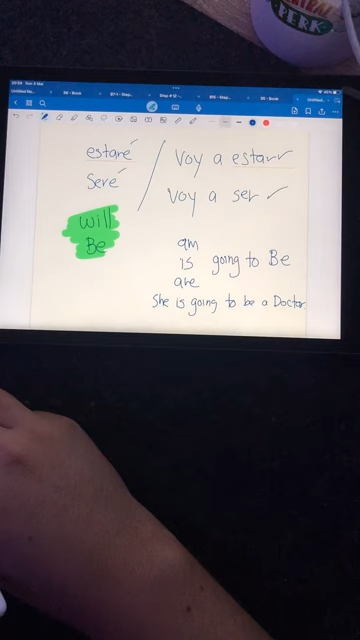 PERK
estaré / Voy a estar ✓
Seré Voy a ser ✓
will
Be
am
is going to Be
are
She is going to be a Doctor